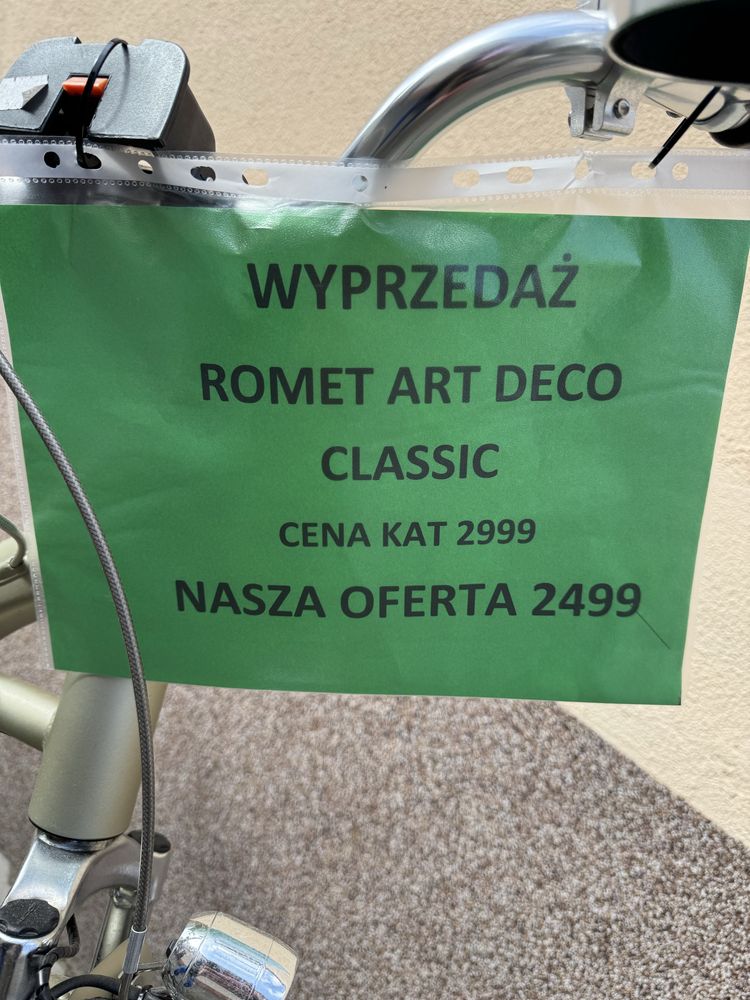 WYPRZEDAŻ
ROMET ART DECO
CLASSIC
CENA KAT 2999
NASZA OFERTA 2499